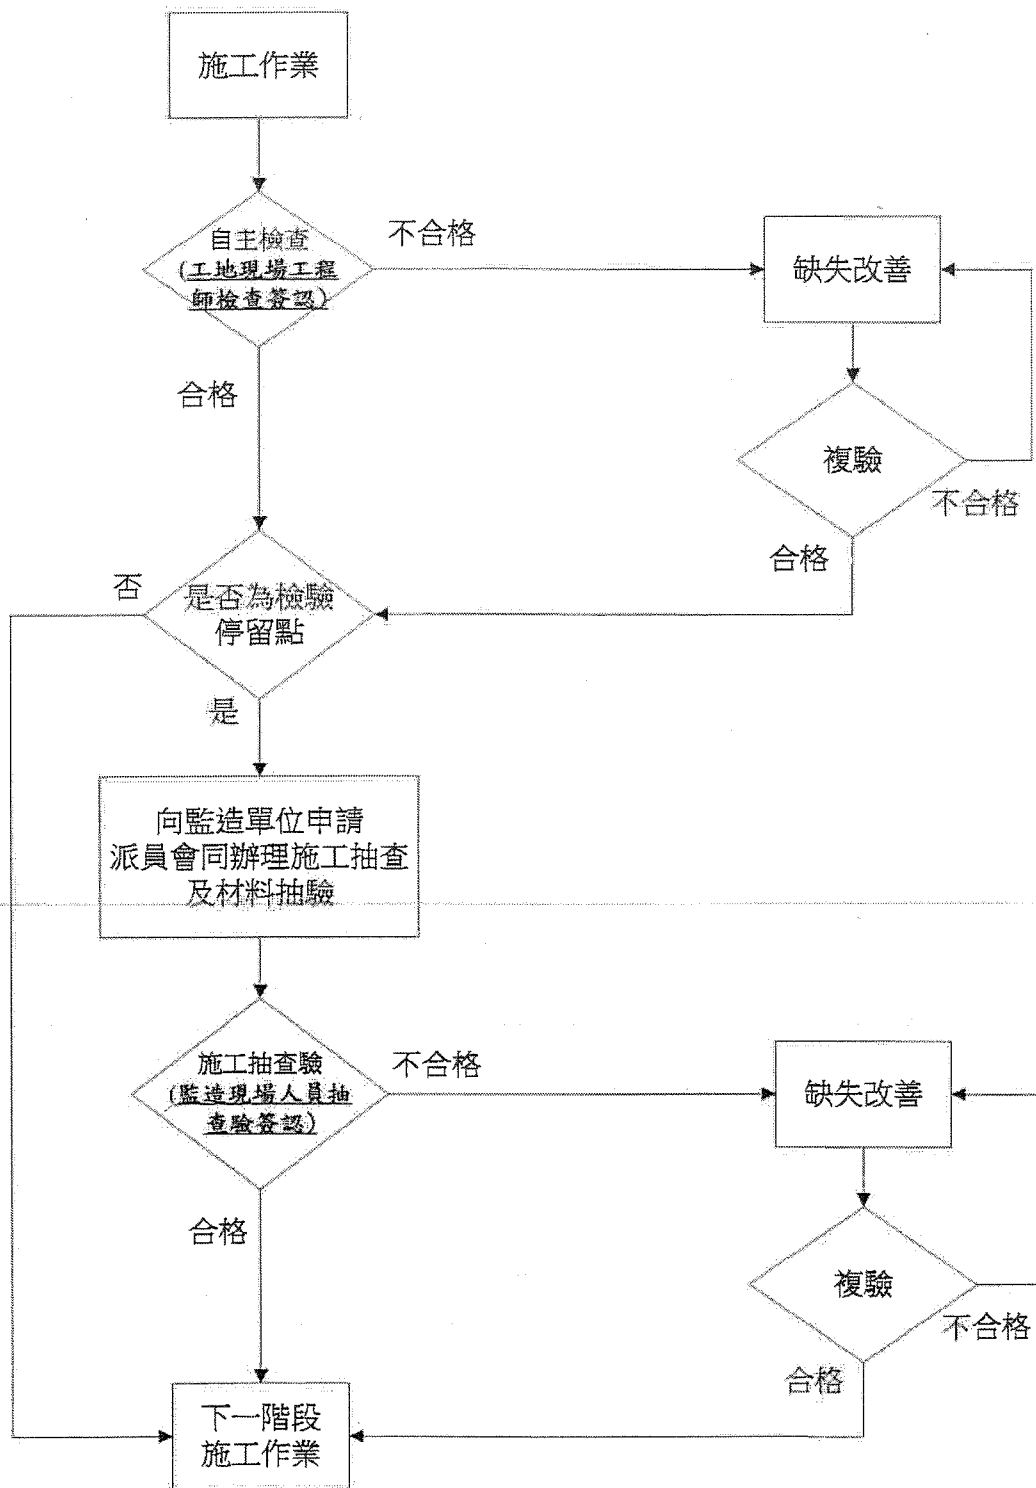 施工作業
自主檢查
(工地現場工程
師檢查簽認)
不合格
缺失改善
合格
複驗
不合格
合格
否
是否為檢驗
停留點
是
向監造單位申請
派員會同辦理施工抽查
及材料抽驗
施工抽查驗
(監造現場人員抽
查驗簽認)
不合格
缺失改善
合格
複驗
不合格
合格
下一階段
施工作業